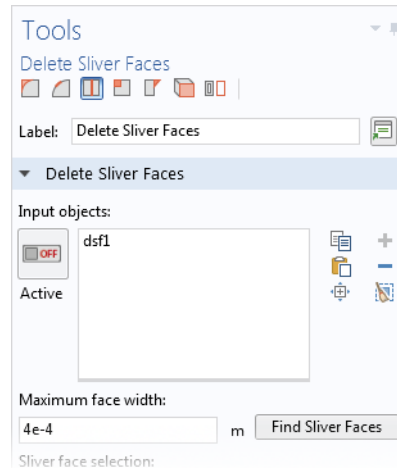 Tools
Delete Sliver Faces
Label: Delete Sliver Faces
Delete Sliver Faces
Input objects:
OFF
dsf1
Active
Maximum face width:
4e-4 m Find Sliver Faces
Sliver face selection: